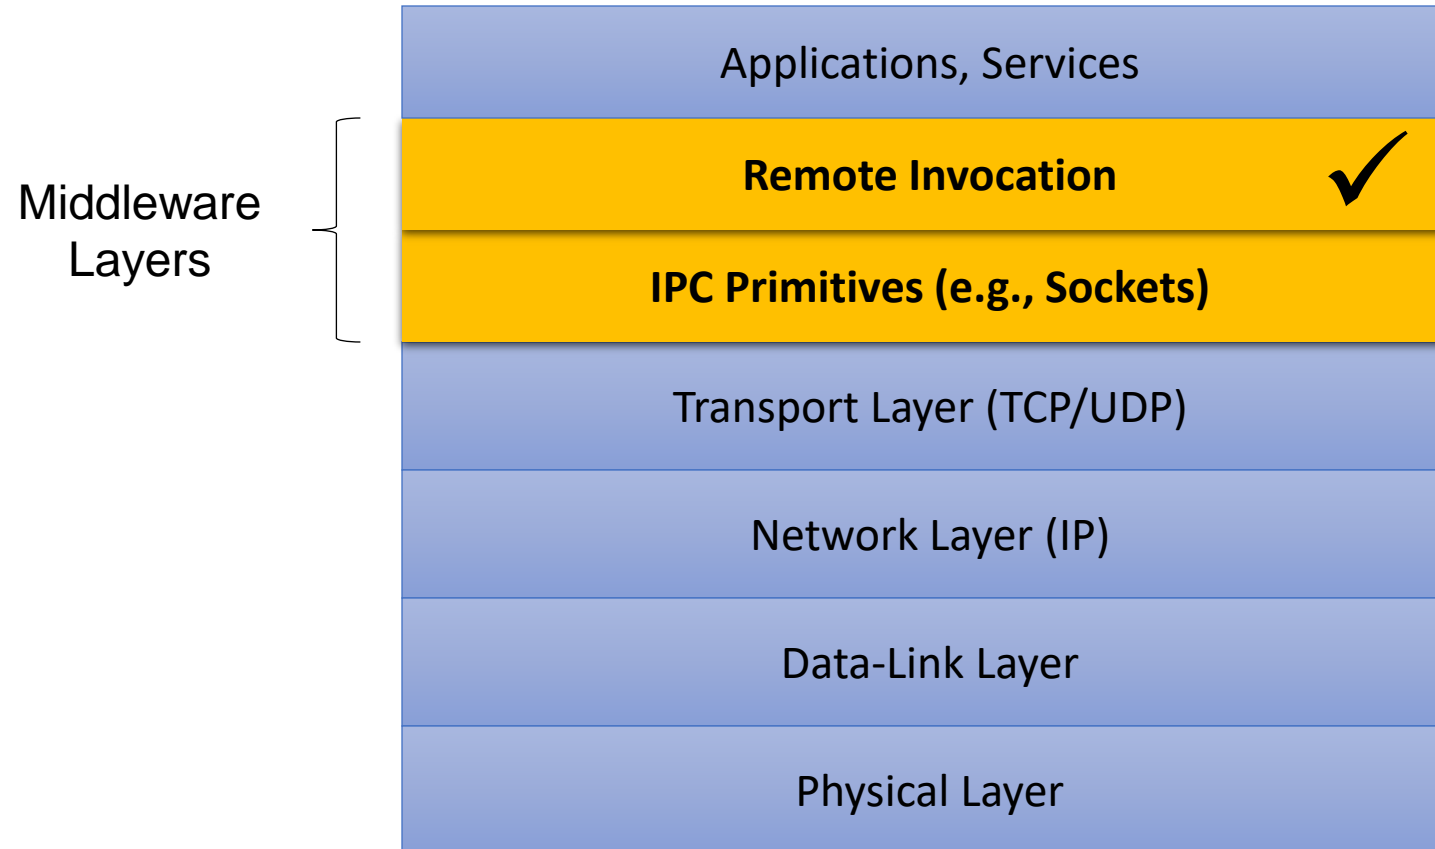 Applications, Services
Middleware
Layers
Remote Invocation
IPC Primitives (e.g., Sockets)
Transport Layer (TCP/UDP)
Network Layer (IP)
Data-Link Layer
Physical Layer